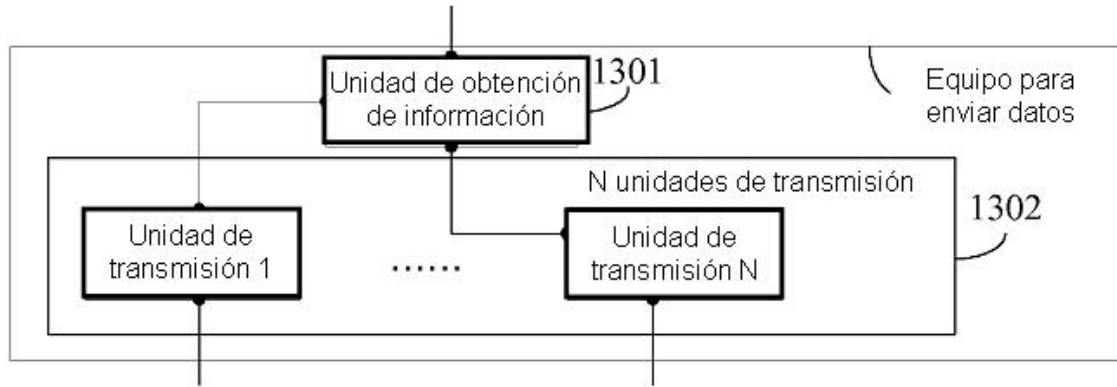 Unidad de obtención
de información
1301
Equipo para
enviar datos
N unidades de transmisión
1302
Unidad de
transmisión 1
......
Unidad de
transmisión N